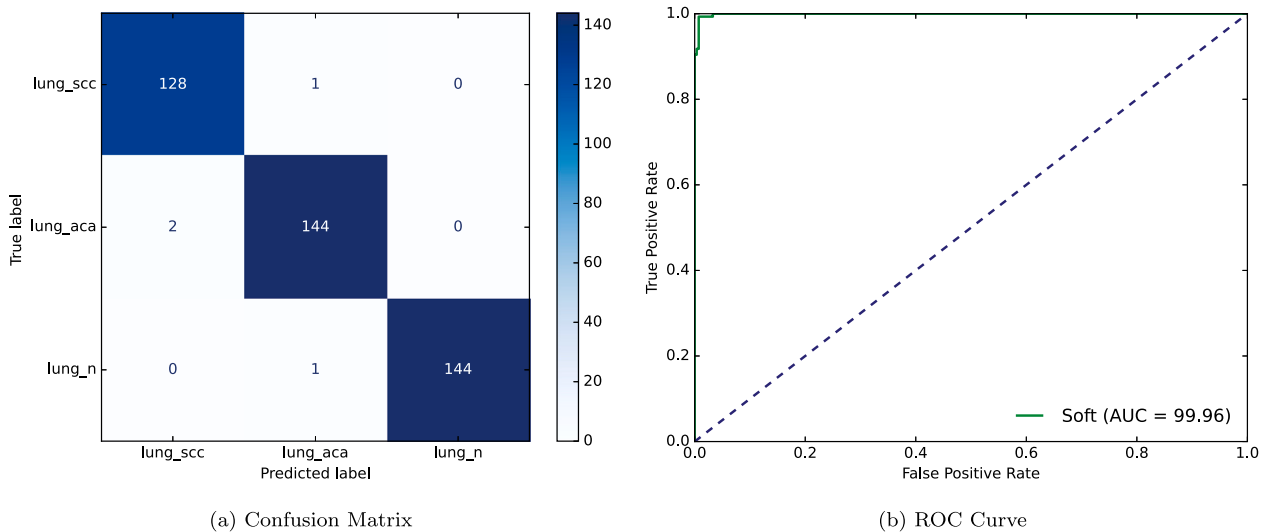 lung_scc
lung_aca
lung_n
True label
128 1 0
2 144 0
0 1 144
lung_scc lung_aca lung_n
Predicted label
140
120
100
80
60
40
20
0
(a) Confusion Matrix
1.0
0.8
0.6
0.4
0.2
0.0
True Positive Rate
Soft (AUC = 99.96)
0.0 0.2 0.4 0.6 0.8 1.0
False Positive Rate
(b) ROC Curve